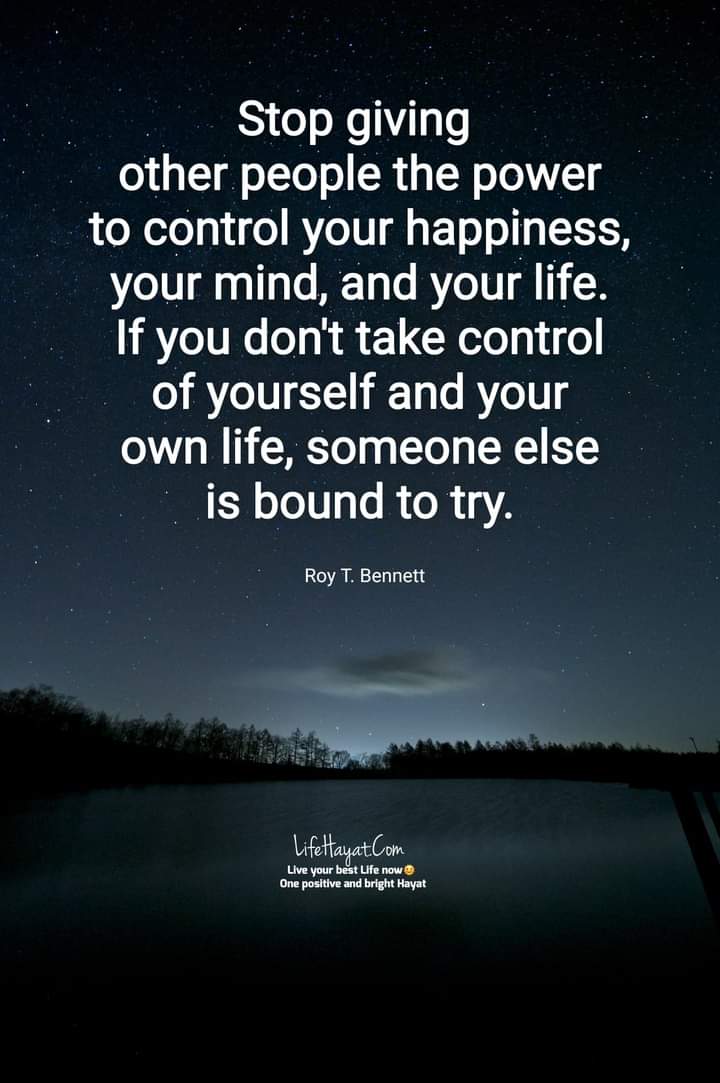 Stop giving
other people the power
to control your happiness,
your mind, and your life.
If you don't take control
of yourself and your
own life, someone else
is bound to try.
Roy T. Bennett
LifeHayat.Com
Live your best Life now🥹
One positive and bright Hayat